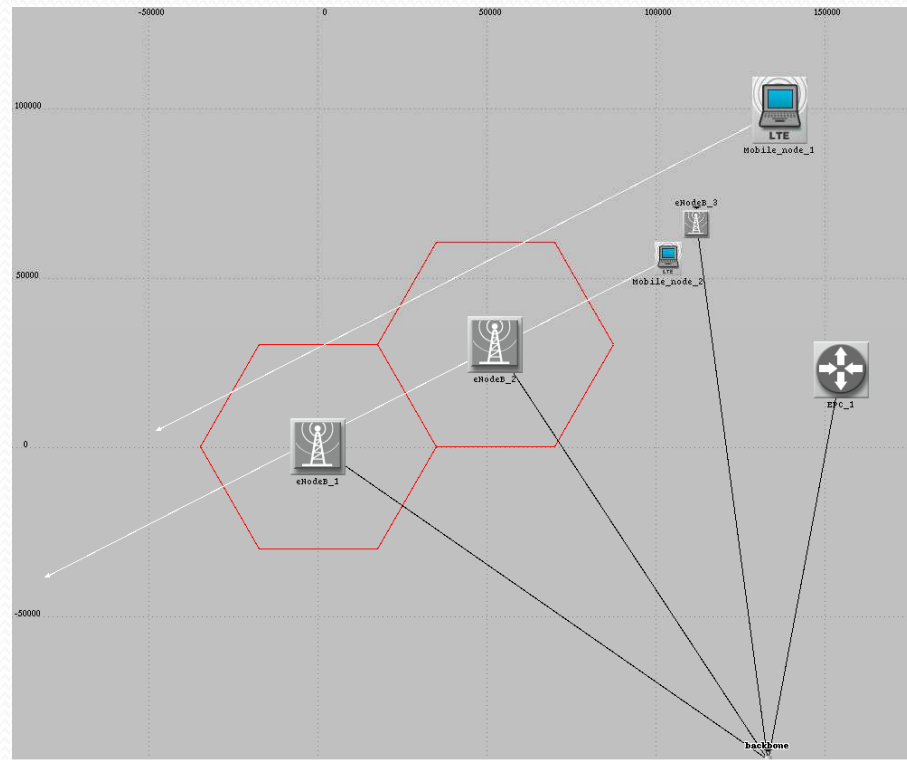 -50000
0
50000
100000
150000
100000
LTE
Mobile_node_1
eNodeB_3
50000
LTE
Mobile_node_2
eNodeB_2
EPC_1
0
eNodeB_1
-50000
backbone